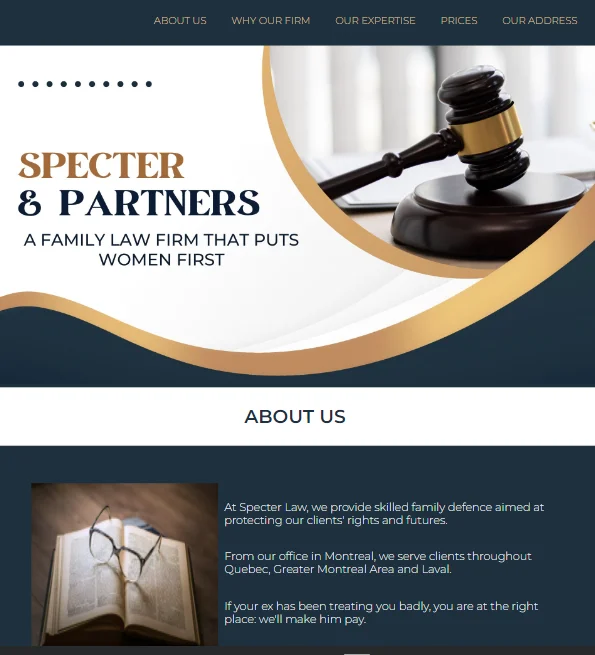 ABOUT US WHY OUR FIRM OUR EXPERTISE PRICES OUR ADDRESS
SPECTER
& PARTNERS
A FAMILY LAW FIRM THAT PUTS
WOMEN FIRST
ABOUT US
At Specter Law, we provide skilled family defence aimed at
protecting our clients' rights and futures.
From our office in Montreal, we serve clients throughout
Quebec, Greater Montreal Area and Laval.
If your ex has been treating you badly, you are at the right
place: we'll make him pay.